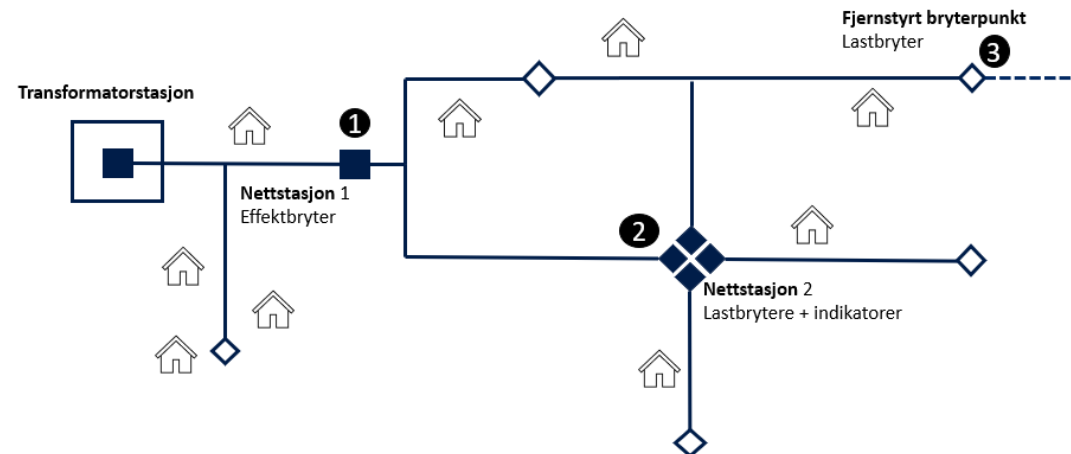 Fjernstyrt bryterpunkt
Lastbryter
3
Transformatorstasjon
1
Nettstasjon 1
Effektbryter
2
Nettstasjon 2
Lastbrytere + indikatorer